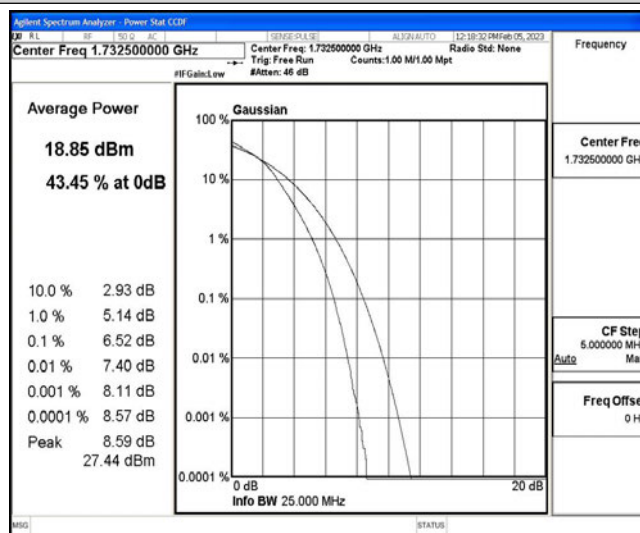 Agilent Spectrum Analyzer - Power Stat CCDF
RL RF 50 Ω AC SENSE:PULSE ALIGN AUTO 12:18:32 PM Feb 05, 2023
Center Freq 1.732500000 GHz
Center Freq: 1.732500000 GHz Radio Std: None
Trig: Free Run Counts:1.00 M/1.00 Mpt
#IFGain:Low #Atten: 46 dB
Frequency
Average Power
18.85 dBm
43.45 % at 0dB
10.0 % 2.93 dB
1.0 % 5.14 dB
0.1 % 6.52 dB
0.01 % 7.40 dB
0.001 % 8.11 dB
0.0001 % 8.57 dB
Peak 8.59 dB
27.44 dBm
Gaussian
100 %
10 %
1 %
0.1 %
0.01 %
0.001 %
0.0001 %
0 dB 20 dB
Info BW 25.000 MHz
Center Fre
1.732500000 GH
CF Ste
5.000000 MH
Auto Ma
Freq Offse
0 H
MSG STATUS